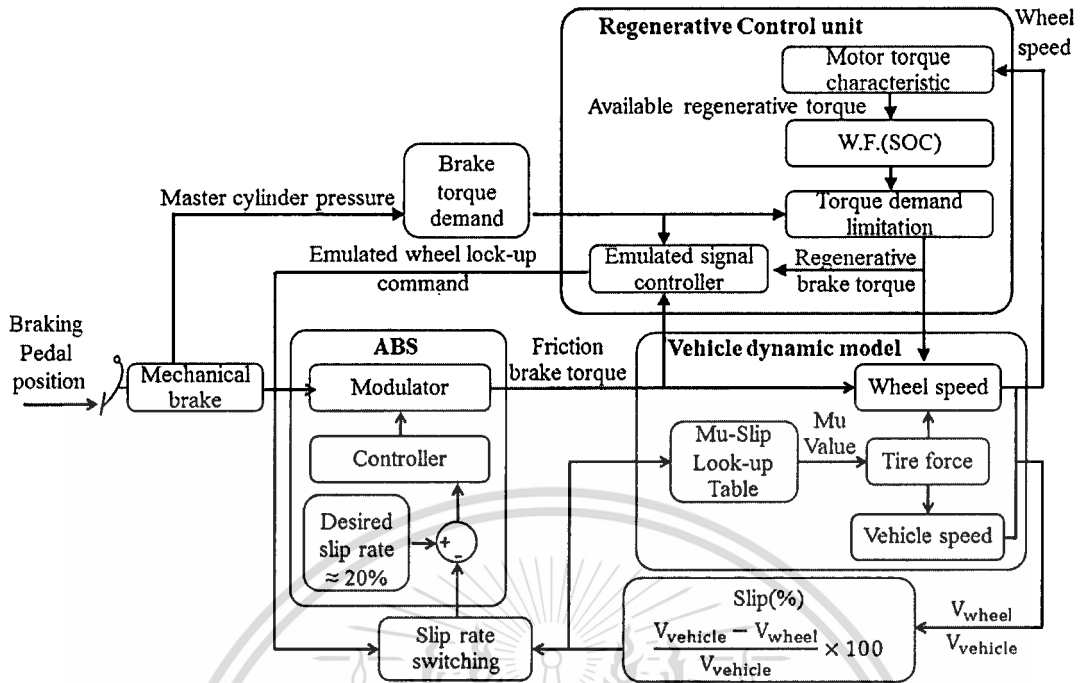 Regenerative Control unit
Wheel
speed
Motor torque
characteristic
Available regenerative torque
W.F.(SOC)
Brake
torque
demand
Master cylinder pressure
Torque demand
limitation
Emulated wheel lock-up
command
Emulated signal
controller
Regenerative
brake torque
Braking
Pedal
position
Mechanical
brake
ABS
Modulator
Controller
Desired
slip rate
≈ 20%
+
-
Friction
brake torque
Vehicle dynamic model
Wheel speed
Mu-Slip
Look-up
Table
Mu
Value
Tire force
Vehicle speed
Slip rate
switching
Slip(%)
Vvehicle − Vwheel
Vvehicle
× 100
Vwheel
Vvehicle